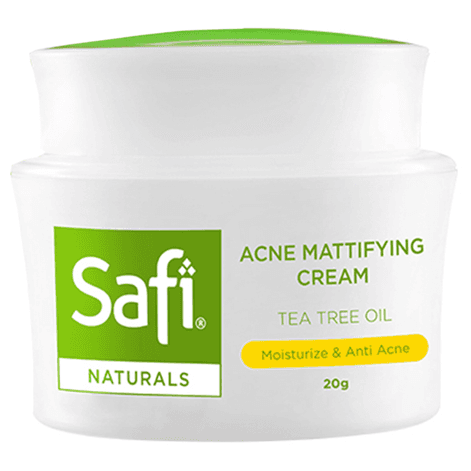 Safi®
NATURALS
ACNE MATTIFYING
CREAM
TEA TREE OIL
Moisturize & Anti Acne
20g